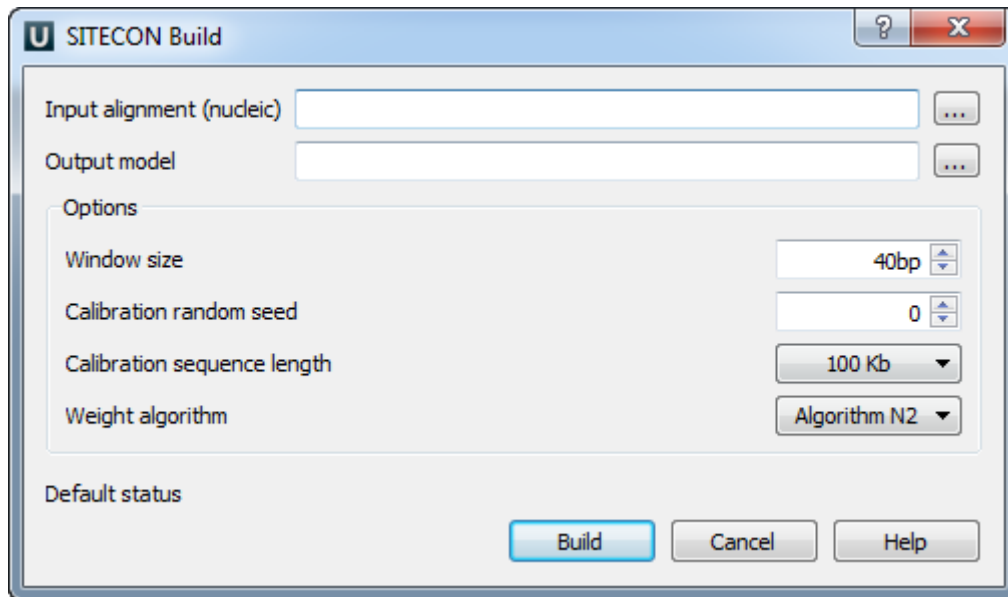 U SITECON Build
?
Input alignment (nucleic) ...
Output model ...
Options
Window size 40bp
Calibration random seed 0
Calibration sequence length 100 Kb
Weight algorithm Algorithm N2
Default status
Build Cancel Help